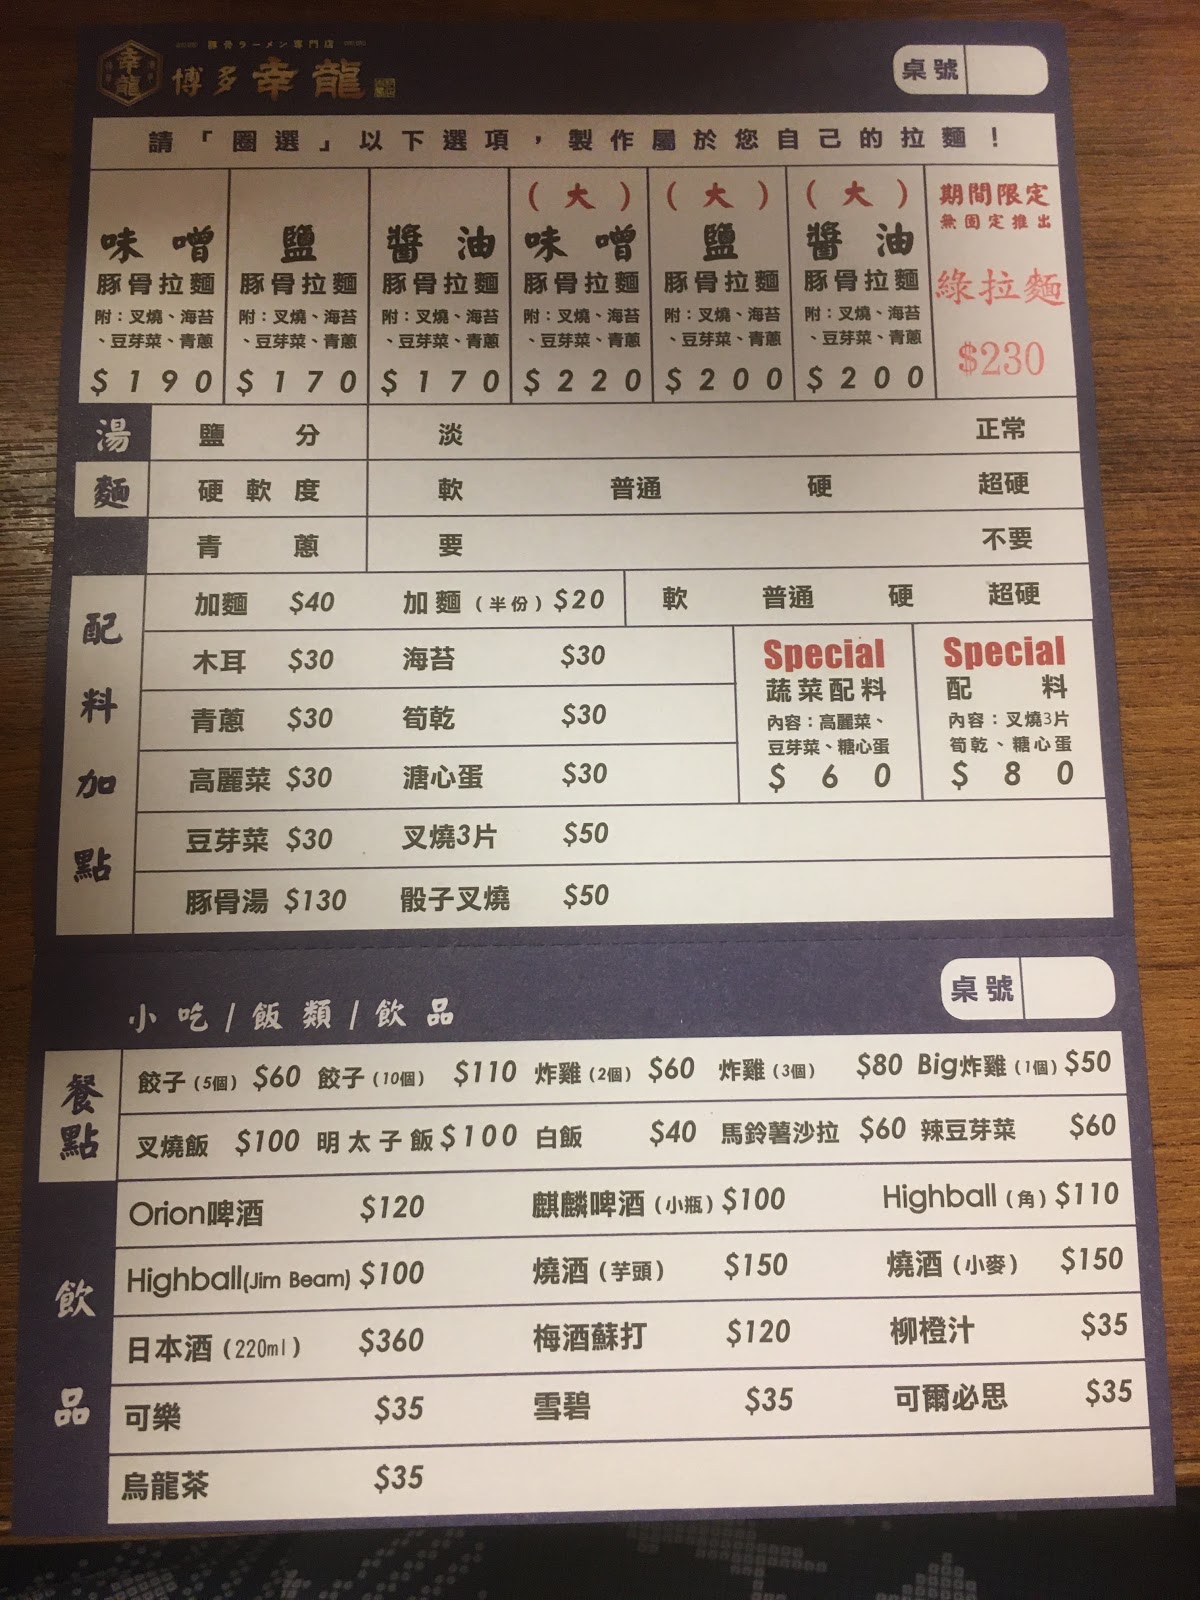 豚骨ラーメン専門店
幸龍
博多幸龍
桌號
請「圈選」以下選項，製作屬於您自己的拉麵！
味噌
豚骨拉麵
附：叉燒、海苔
、豆芽菜、青蔥
$190
鹽
豚骨拉麵
附：叉燒、海苔
、豆芽菜、青蔥
$170
醬油
豚骨拉麵
附：叉燒、海苔
、豆芽菜、青蔥
$170
(大)
味噌
豚骨拉麵
附：叉燒、海苔
、豆芽菜、青蔥
$220
(大)
鹽
豚骨拉麵
附：叉燒、海苔
、豆芽菜、青蔥
$200
(大)
醬油
豚骨拉麵
附：叉燒、海苔
、豆芽菜、青蔥
$200
期間限定
無固定推出
綠拉麵
$230
湯 鹽分 淡 正常
麵 硬軟度 軟 普通 硬 超硬
青蔥 要 不要
配料加點
加麵 $40 加麵(半份) $20 軟 普通 硬 超硬
木耳 $30 海苔 $30
青蔥 $30 筍乾 $30
高麗菜 $30 溏心蛋 $30
豆芽菜 $30 叉燒3片 $50
豚骨湯 $130 骰子叉燒 $50
Special
蔬菜配料
內容：高麗菜、
豆芽菜、糖心蛋
$60
Special
配料
內容：叉燒3片
筍乾、糖心蛋
$80
小吃/飯類/飲品
桌號
餐點
餃子(5個) $60 餃子(10個) $110 炸雞(2個) $60 炸雞(3個) $80 Big炸雞(1個) $50
叉燒飯 $100 明太子飯 $100 白飯 $40 馬鈴薯沙拉 $60 辣豆芽菜 $60
飲品
Orion啤酒 $120 麒麟啤酒(小瓶) $100 Highball(角) $110
Highball(Jim Beam) $100 燒酒(芋頭) $150 燒酒(小麥) $150
日本酒(220ml) $360 梅酒蘇打 $120 柳橙汁 $35
可樂 $35 雪碧 $35 可爾必思 $35
烏龍茶 $35